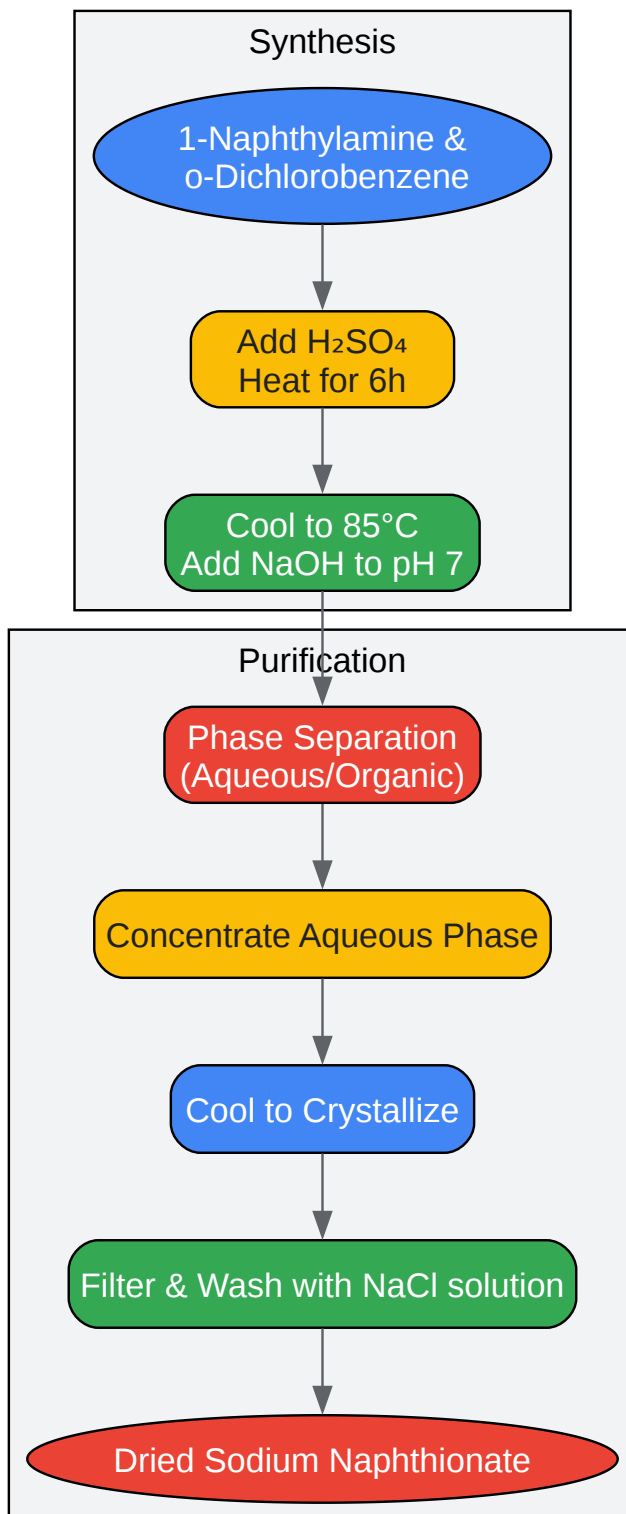 Synthesis
1-Naphthylamine &
o-Dichlorobenzene
Add H₂SO₄
Heat for 6h
Cool to 85°C
Add NaOH to pH 7
Purification
Phase Separation
(Aqueous/Organic)
Concentrate Aqueous Phase
Cool to Crystallize
Filter & Wash with NaCl solution
Dried Sodium Naphthionate